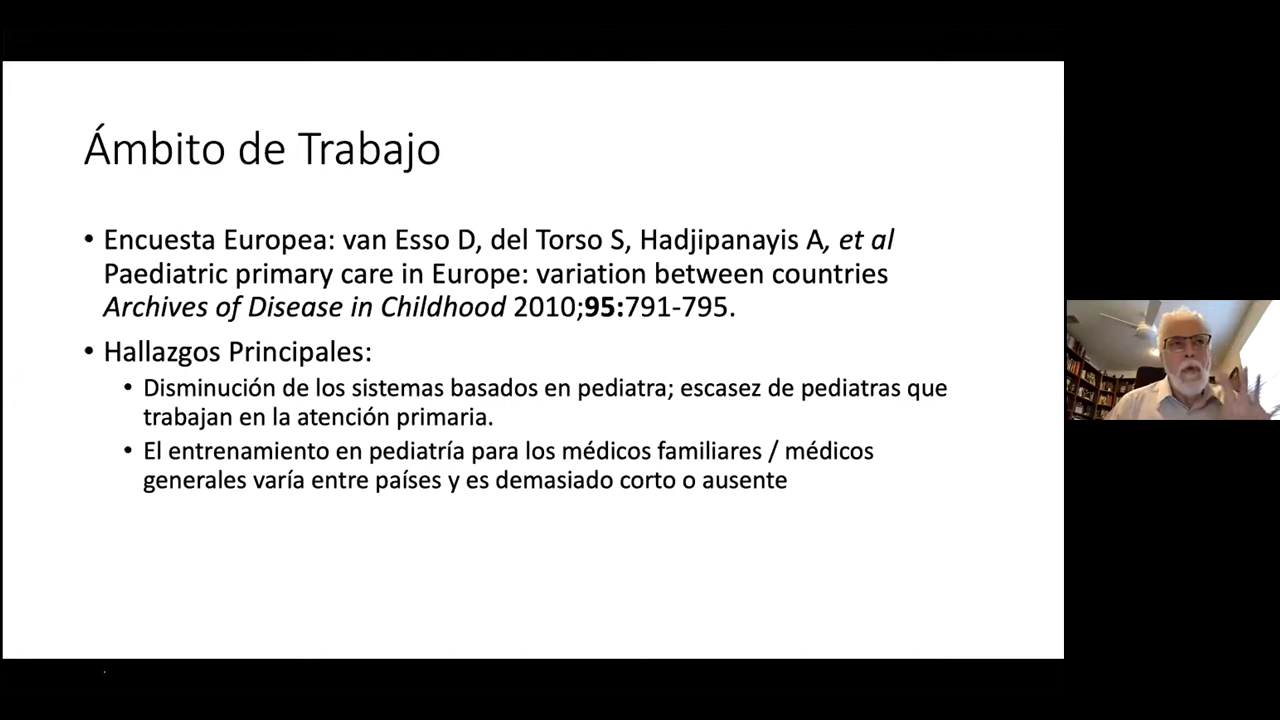 Ámbito de Trabajo
• Encuesta Europea: van Esso D, del Torso S, Hadjipanayis A, et al
Paediatric primary care in Europe: variation between countries
Archives of Disease in Childhood 2010;95:791-795.
• Hallazgos Principales:
• Disminución de los sistemas basados en pediatra; escasez de pediatras que
trabajan en la atención primaria.
• El entrenamiento en pediatría para los médicos familiares / médicos
generales varía entre países y es demasiado corto o ausente